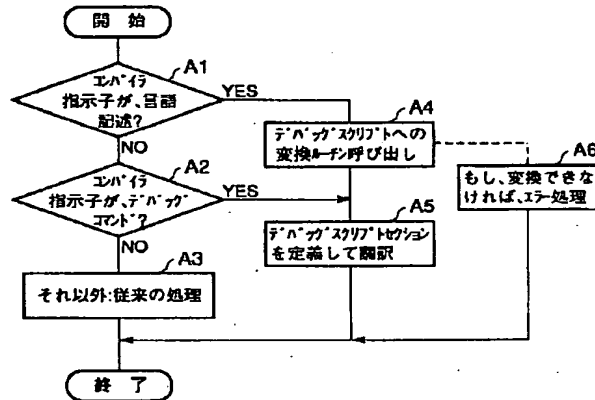 開 始
A1
コンパイラ
指示子が、言語
記述?
YES
NO
A2
コンパイラ
指示子が、デバッグ
コマンド?
YES
NO
A3
それ以外:従来の処理
A4
デバッグスクリプトへの
変換ルーチン呼び出し
A5
デバッグスクリプトセクション
を定義して翻訳
A6
もし、変換できな
ければ、エラー処理
終 了